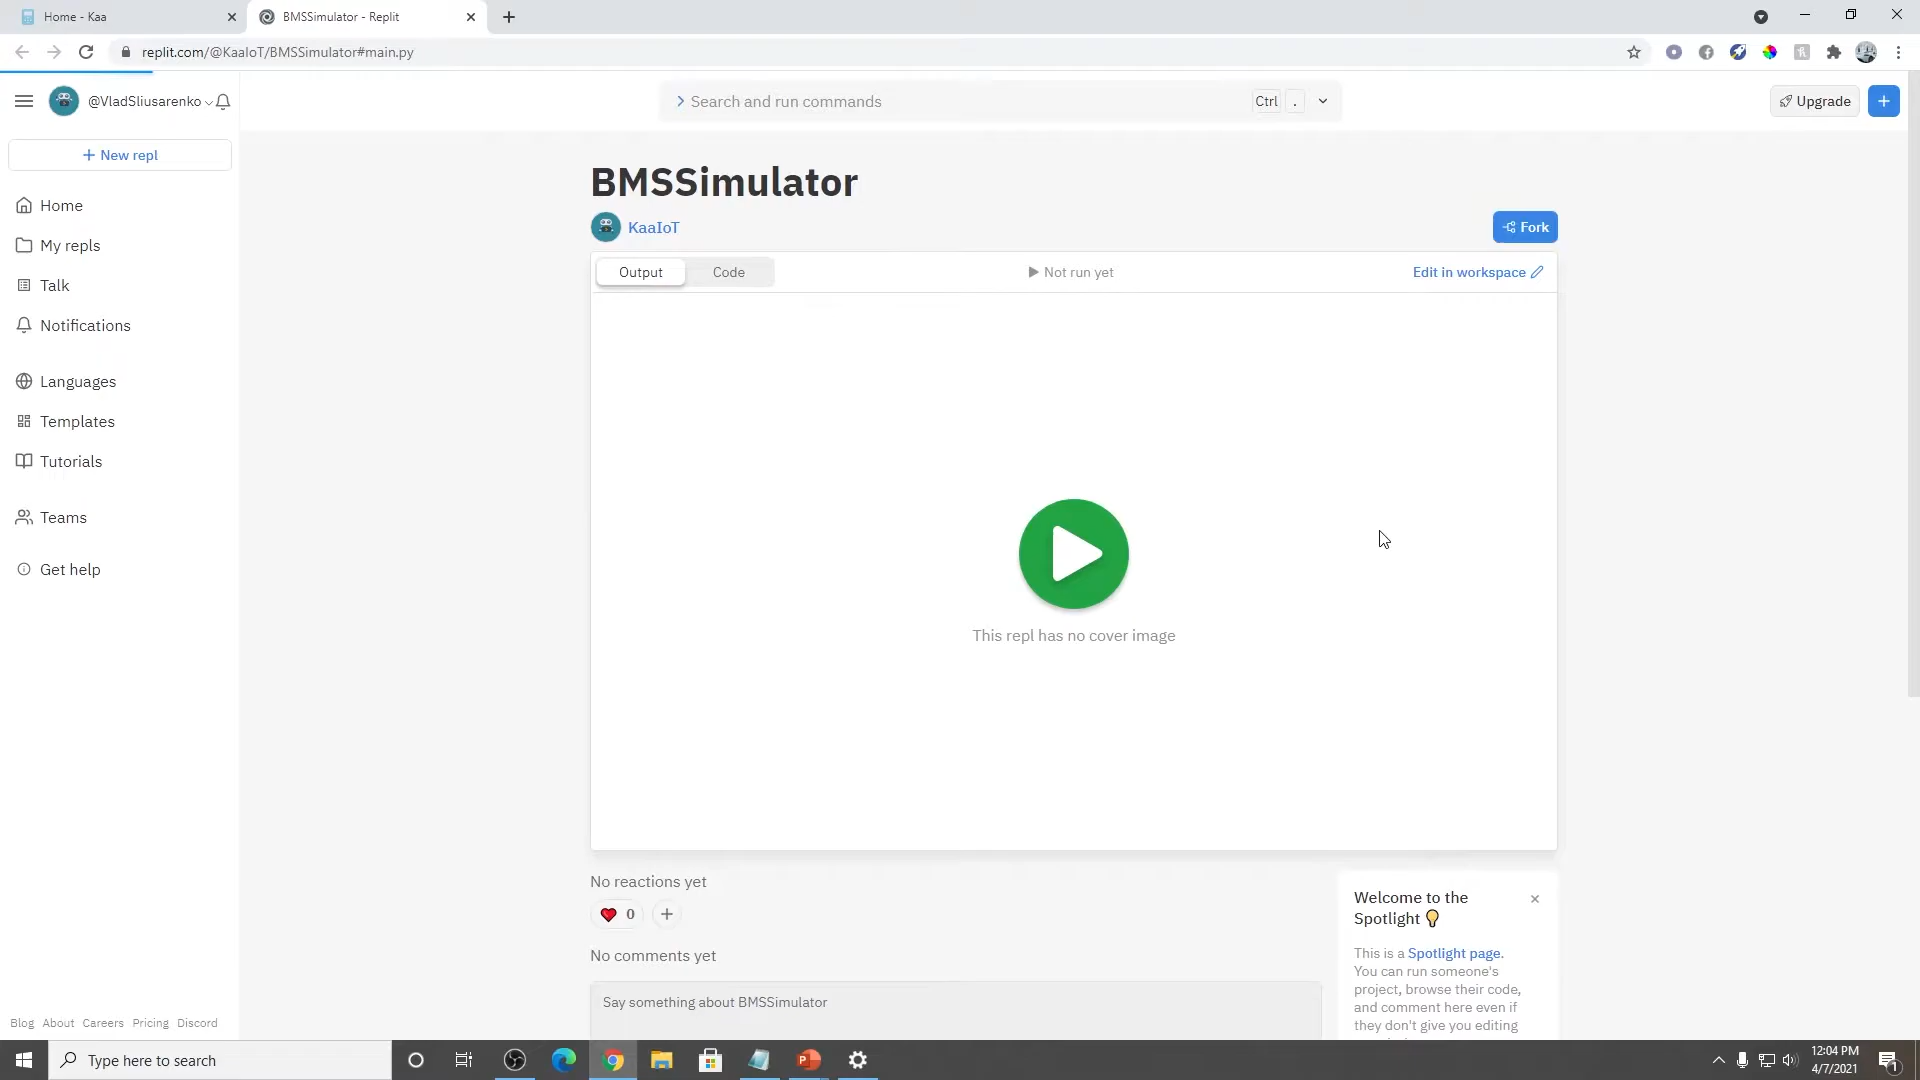 Home - Kaa
BMSSimulator - Replit
replit.com/@KaaIoT/BMSSimulator#main.py
@VladSliusarenko
Search and run commands
Ctrl .
Upgrade
+ New repl
Home
My repls
Talk
Notifications
Languages
Templates
Tutorials
Teams
Get help
Blog About Careers Pricing Discord
BMSSimulator
KaaIoT
Fork
Output
Code
Not run yet
Edit in workspace
This repl has no cover image
No reactions yet
0
No comments yet
Say something about BMSSimulator
Welcome to the
Spotlight
This is a Spotlight page.
You can run someone's
project, browse their code,
and comment here even if
they don't give you editing
Type here to search
12:04 PM
4/7/2021
1